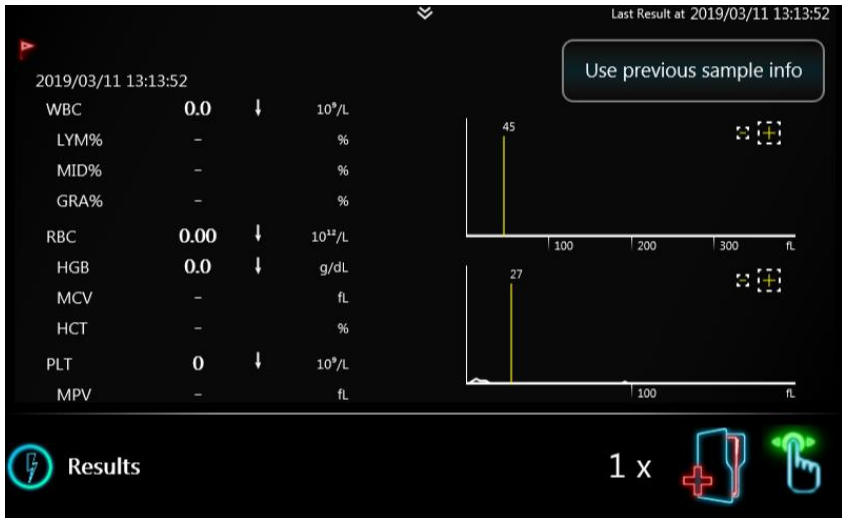 Last Result at 2019/03/11 13:13:52
Use previous sample info
2019/03/11 13:13:52
WBC 0.0 ↓ 10⁹/L
LYM% – %
MID% – %
GRA% – %
RBC 0.00 ↓ 10¹²/L
HGB 0.0 ↓ g/dL
MCV – fL
HCT – %
PLT 0 ↓ 10⁹/L
MPV – fL
45
100 200 300 fL
27
100 fL
Results
1 x